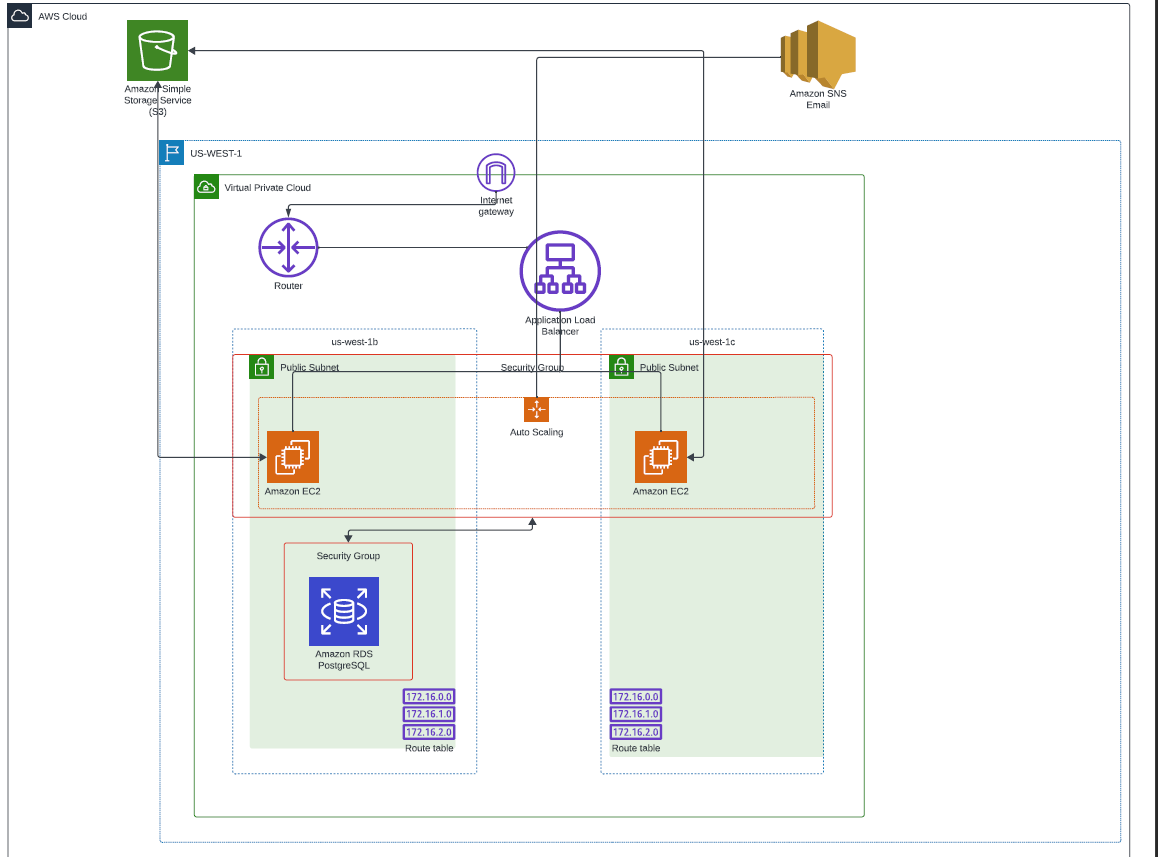 AWS Cloud
Amazon Simple
Storage Service
(S3)
Amazon SNS
Email
US-WEST-1
Virtual Private Cloud
Internet
gateway
Router
Application Load
Balancer
us-west-1b
us-west-1c
Public Subnet
Security Group
Public Subnet
Auto Scaling
Amazon EC2
Amazon EC2
Security Group
Amazon RDS
PostgreSQL
172.16.0.0
172.16.1.0
172.16.2.0
Route table
172.16.0.0
172.16.1.0
172.16.2.0
Route table